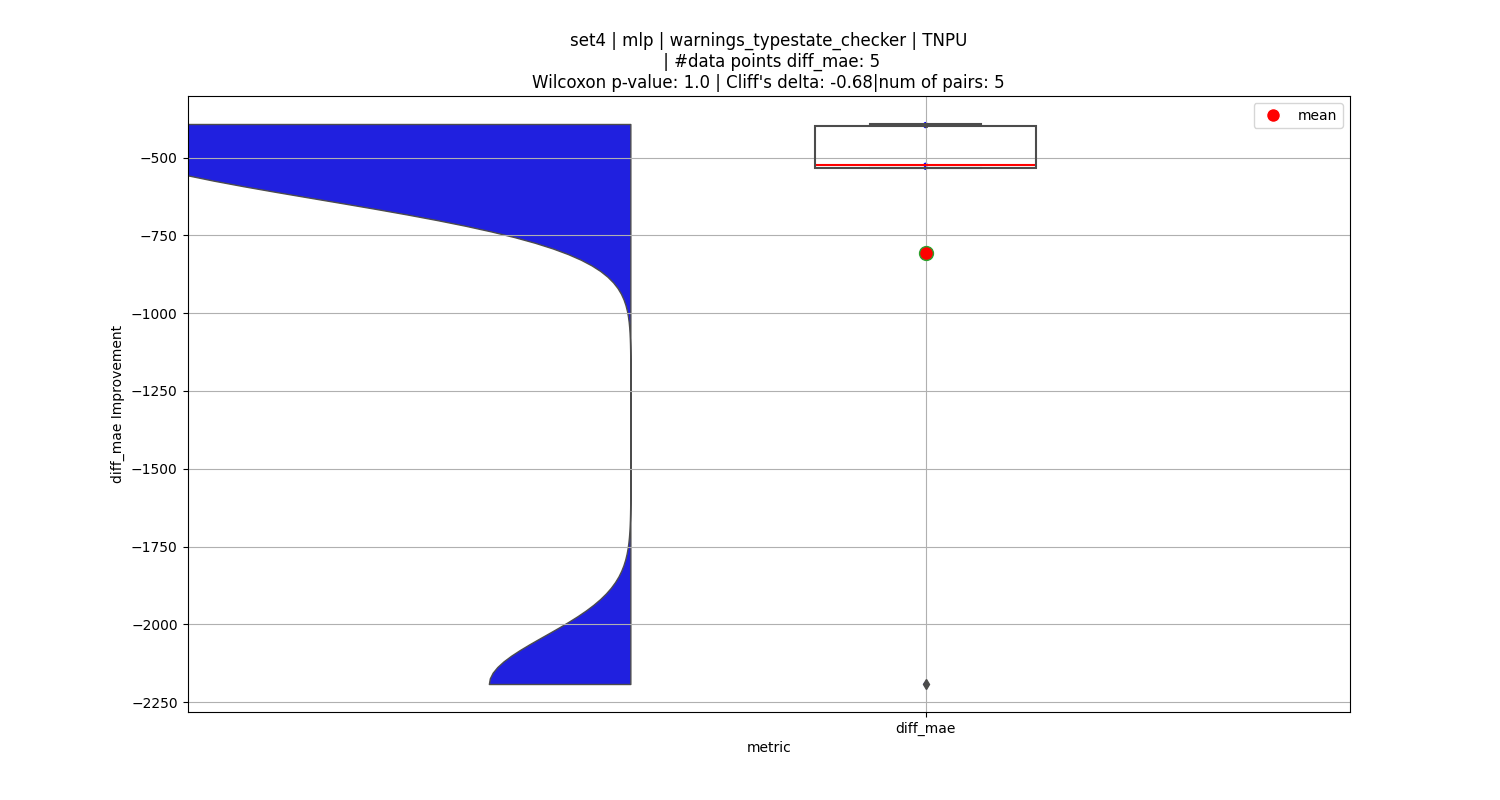 set4 | mlp | warnings_typestate_checker | TNPU
| #data points diff_mae: 5
Wilcoxon p-value: 1.0 | Cliff's delta: -0.68|num of pairs: 5
mean
−500
−750
−1000
−1250
−1500
−1750
−2000
−2250
diff_mae Improvement
diff_mae
metric